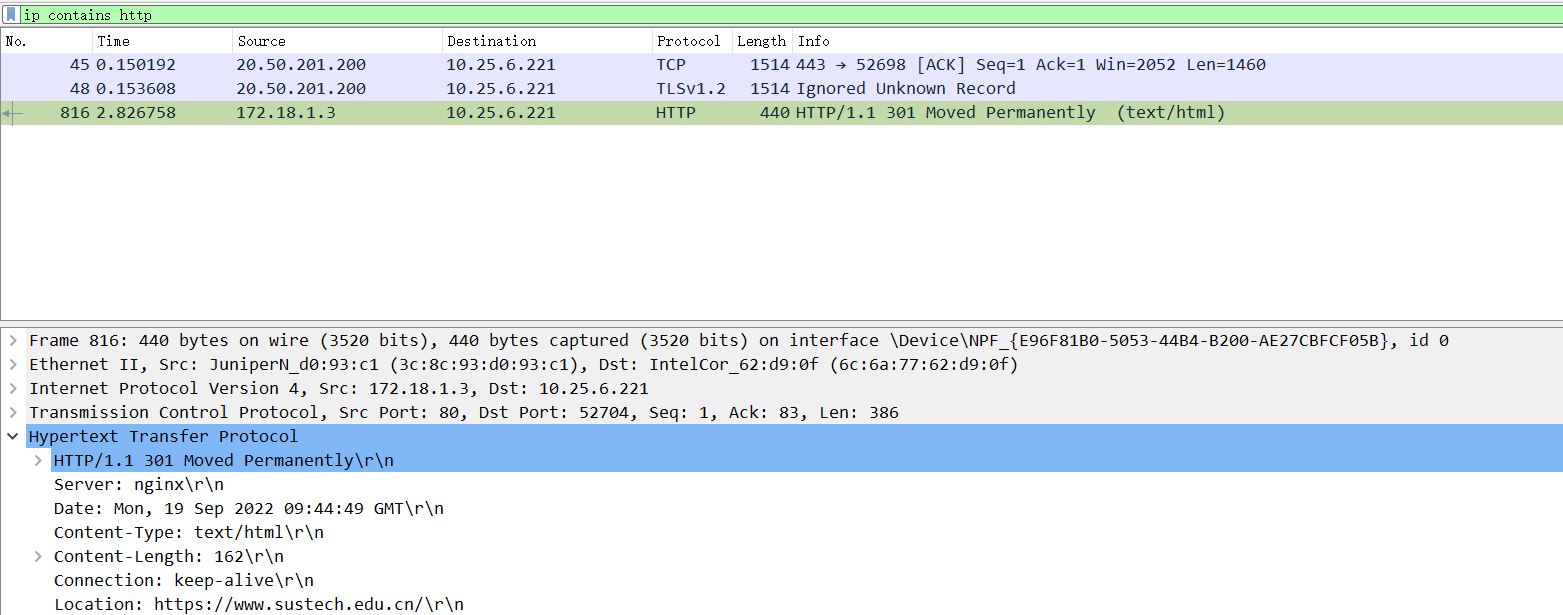 ip contains http
No. Time Source Destination Protocol Length Info
45 0.150192 20.50.201.200 10.25.6.221 TCP 1514 443 → 52698 [ACK] Seq=1 Ack=1 Win=2052 Len=1460
48 0.153608 20.50.201.200 10.25.6.221 TLSv1.2 1514 Ignored Unknown Record
816 2.826758 172.18.1.3 10.25.6.221 HTTP 440 HTTP/1.1 301 Moved Permanently (text/html)
Frame 816: 440 bytes on wire (3520 bits), 440 bytes captured (3520 bits) on interface \Device\NPF_{E96F81B0-5053-44B4-B200-AE27CBFCF05B}, id 0
Ethernet II, Src: JuniperN_d0:93:c1 (3c:8c:93:d0:93:c1), Dst: IntelCor_62:d9:0f (6c:6a:77:62:d9:0f)
Internet Protocol Version 4, Src: 172.18.1.3, Dst: 10.25.6.221
Transmission Control Protocol, Src Port: 80, Dst Port: 52704, Seq: 1, Ack: 83, Len: 386
Hypertext Transfer Protocol
HTTP/1.1 301 Moved Permanently\r\n
Server: nginx\r\n
Date: Mon, 19 Sep 2022 09:44:49 GMT\r\n
Content-Type: text/html\r\n
Content-Length: 162\r\n
Connection: keep-alive\r\n
Location: https://www.sustech.edu.cn/\r\n